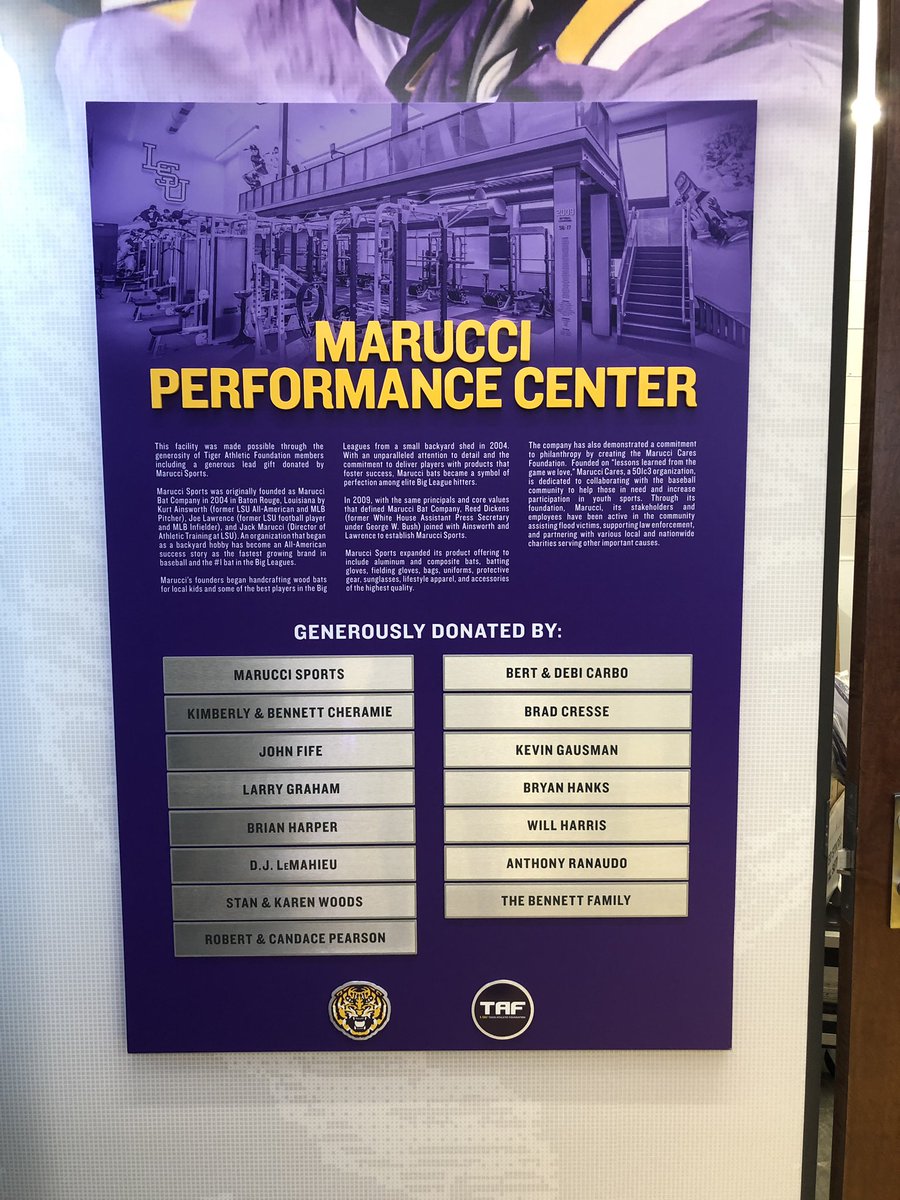 LSU
2009
MARUCCI
PERFORMANCE CENTER
This facility was made possible through the
generosity of Tiger Athletic Foundation members
including a generous lead gift donated by
Marucci Sports.
Marucci Sports was originally founded as Marucci
Bat Company in 2004 in Baton Rouge, Louisiana by
Kurt Ainsworth (former LSU All-American and MLB
Pitcher), Joe Lawrence (former LSU football player
and MLB Infielder), and Jack Marucci (Director of
Athletic Training at LSU). An organization that began
as a backyard hobby has become an All-American
success story as the fastest growing brand in
baseball and the #1 bat in the Big Leagues.
Marucci's founders began handcrafting wood bats
for local kids and some of the best players in the Big
Leagues from a small backyard shed in 2004.
With an unparalleled attention to detail and the
commitment to deliver players with products that
foster success, Marucci bats became a symbol of
perfection among elite Big League hitters.
In 2009, with the same principals and core values
that defined Marucci Bat Company, Reed Dickens
(former White House Assistant Press Secretary
under George W. Bush) joined with Ainsworth and
Lawrence to establish Marucci Sports.
Marucci Sports expanded its product offering to
include aluminum and composite bats, batting
gloves, fielding gloves, bags, uniforms, protective
gear, sunglasses, lifestyle apparel, and accessories
of the highest quality.
The company has also demonstrated a commitment
to philanthropy by creating the Marucci Cares
Foundation. Founded on "lessons learned from the
game we love," Marucci Cares, a 501c3 organization,
is dedicated to collaborating with the baseball
community to help those in need and increase
participation in youth sports. Through its
foundation, Marucci, its stakeholders and
employees have been active in the community
assisting flood victims, supporting law enforcement,
and partnering with various local and nationwide
charities serving other important causes.
GENEROUSLY DONATED BY:
MARUCCI SPORTS
KIMBERLY & BENNETT CHERAMIE
JOHN FIFE
LARRY GRAHAM
BRIAN HARPER
D.J. LEMAHIEU
STAN & KAREN WOODS
ROBERT & CANDACE PEARSON
BERT & DEBI CARBO
BRAD CRESSE
KEVIN GAUSMAN
BRYAN HANKS
WILL HARRIS
ANTHONY RANAUDO
THE BENNETT FAMILY
TAF
TIGER ATHLETIC FOUNDATION